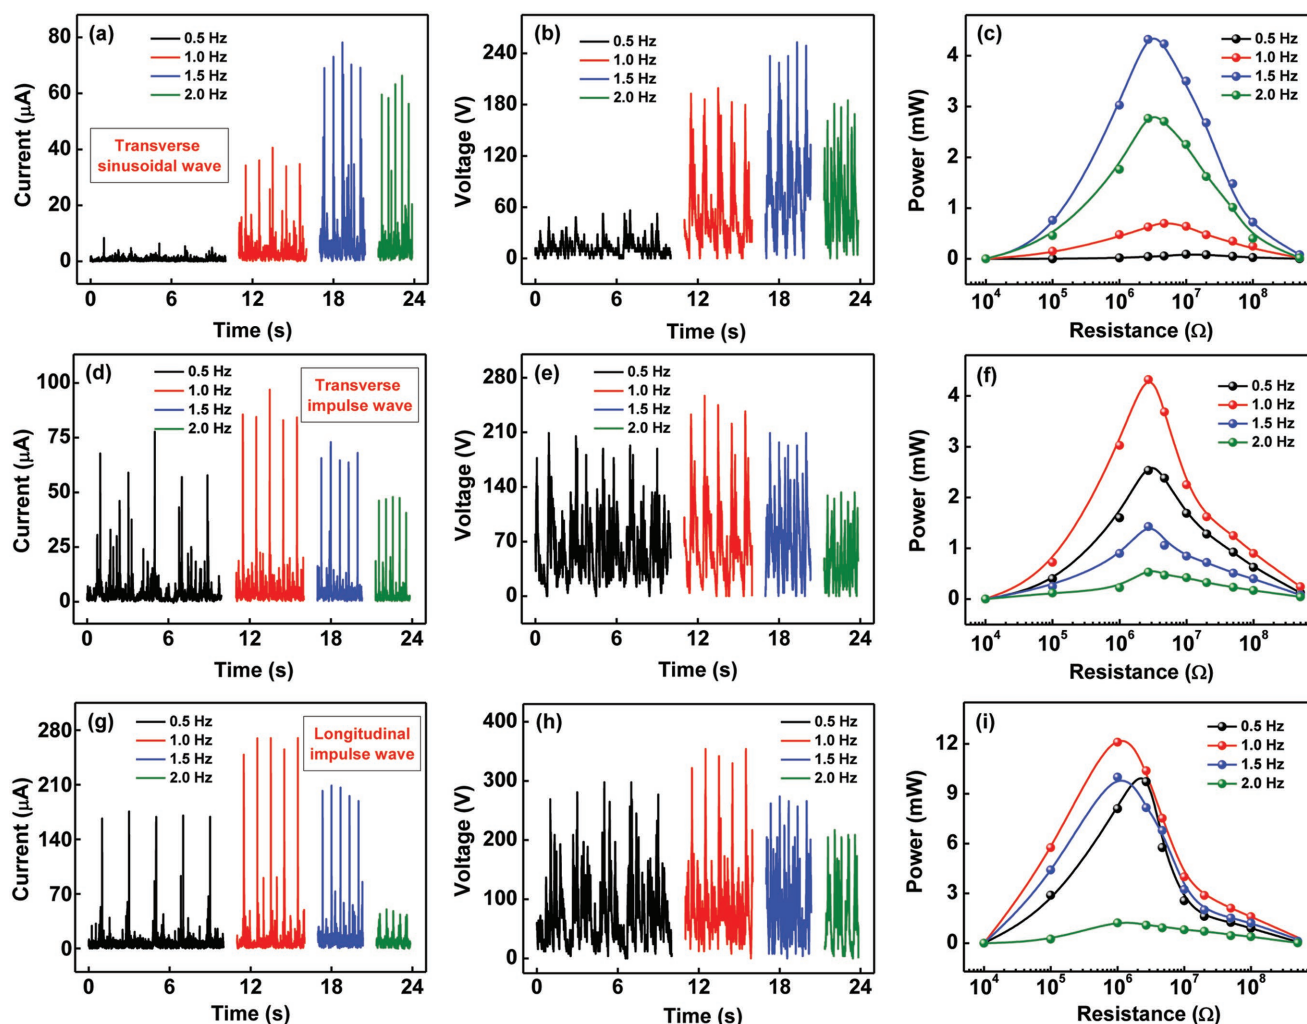 (a)
0.5 Hz
1.0 Hz
1.5 Hz
2.0 Hz
Transverse
sinusoidal wave
Current (μA)
80
60
40
20
0
0 6 12 18 24
Time (s)
(b)
0.5 Hz
1.0 Hz
1.5 Hz
2.0 Hz
Voltage (V)
240
180
120
60
0
0 6 12 18 24
Time (s)
(c)
0.5 Hz
1.0 Hz
1.5 Hz
2.0 Hz
Power (mW)
4
3
2
1
0
10⁴ 10⁵ 10⁶ 10⁷ 10⁸
Resistance (Ω)
(d)
0.5 Hz
1.0 Hz
1.5 Hz
2.0 Hz
Transverse
impulse wave
Current (μA)
100
75
50
25
0
0 6 12 18 24
Time (s)
(e)
0.5 Hz
1.0 Hz
1.5 Hz
2.0 Hz
Voltage (V)
280
210
140
70
0
0 6 12 18 24
Time (s)
(f)
0.5 Hz
1.0 Hz
1.5 Hz
2.0 Hz
Power (mW)
4
3
2
1
0
10⁴ 10⁵ 10⁶ 10⁷ 10⁸
Resistance (Ω)
(g)
0.5 Hz
1.0 Hz
1.5 Hz
2.0 Hz
Longitudinal
impulse wave
Current (μA)
280
210
140
70
0
0 6 12 18 24
Time (s)
(h)
0.5 Hz
1.0 Hz
1.5 Hz
2.0 Hz
Voltage (V)
400
300
200
100
0
0 6 12 18 24
Time (s)
(i)
0.5 Hz
1.0 Hz
1.5 Hz
2.0 Hz
Power (mW)
12
9
6
3
0
10⁴ 10⁵ 10⁶ 10⁷ 10⁸
Resistance (Ω)